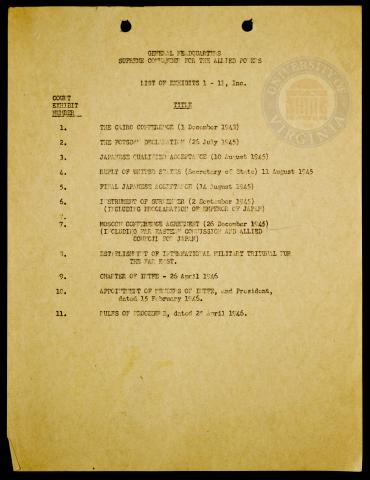 GENERAL HEADQUARTERS
SUPREME COMMANDER FOR THE ALLIED POWERS
LIST OF EXHIBITS 1 - 11, Inc.
COURT
EXHIBIT
NUMBER
TITLE
1. THE CAIRO CONFERENCE (1 December 1943)
2. THE POTSDAM DECLARATION (26 July 1945)
3. JAPANESE QUALIFIED ACCEPTANCE (10 August 1945)
4. REPLY OF UNITED STATES (Secretary of State) 11 August 1945
5. FINAL JAPANESE ACCEPTANCE (14 August 1945)
6. INSTRUMENT OF SURRENDER (2 September 1945)
(INCLUDING PROCLAMATION OF EMPEROR OF JAPAN)
7. MOSCOW CONFERENCE AGREEMENT (26 December 1945)
(INCLUDING FAR EASTERN COMMISSION AND ALLIED
COUNCIL FOR JAPAN)
8. ESTABLISHMENT OF INTERNATIONAL MILITARY TRIBUNAL FOR
THE FAR EAST.
9. CHARTER OF IMTFE - 26 April 1946
10. APPOINTMENT OF MEMBERS OF IMTFE, and President,
dated 15 February 1946.
11. RULES OF PROCEDURE, dated April 1946.
UNIVERSITY OF VIRGINIA